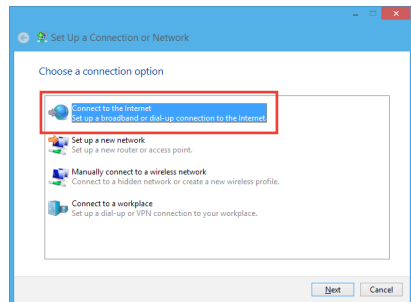 Set Up a Connection or Network
Choose a connection option
Connect to the Internet
Set up a broadband or dial-up connection to the Internet.
Set up a new network
Set up a new router or access point.
Manually connect to a wireless network
Connect to a hidden network or create a new wireless profile.
Connect to a workplace
Set up a dial-up or VPN connection to your workplace.
Next Cancel